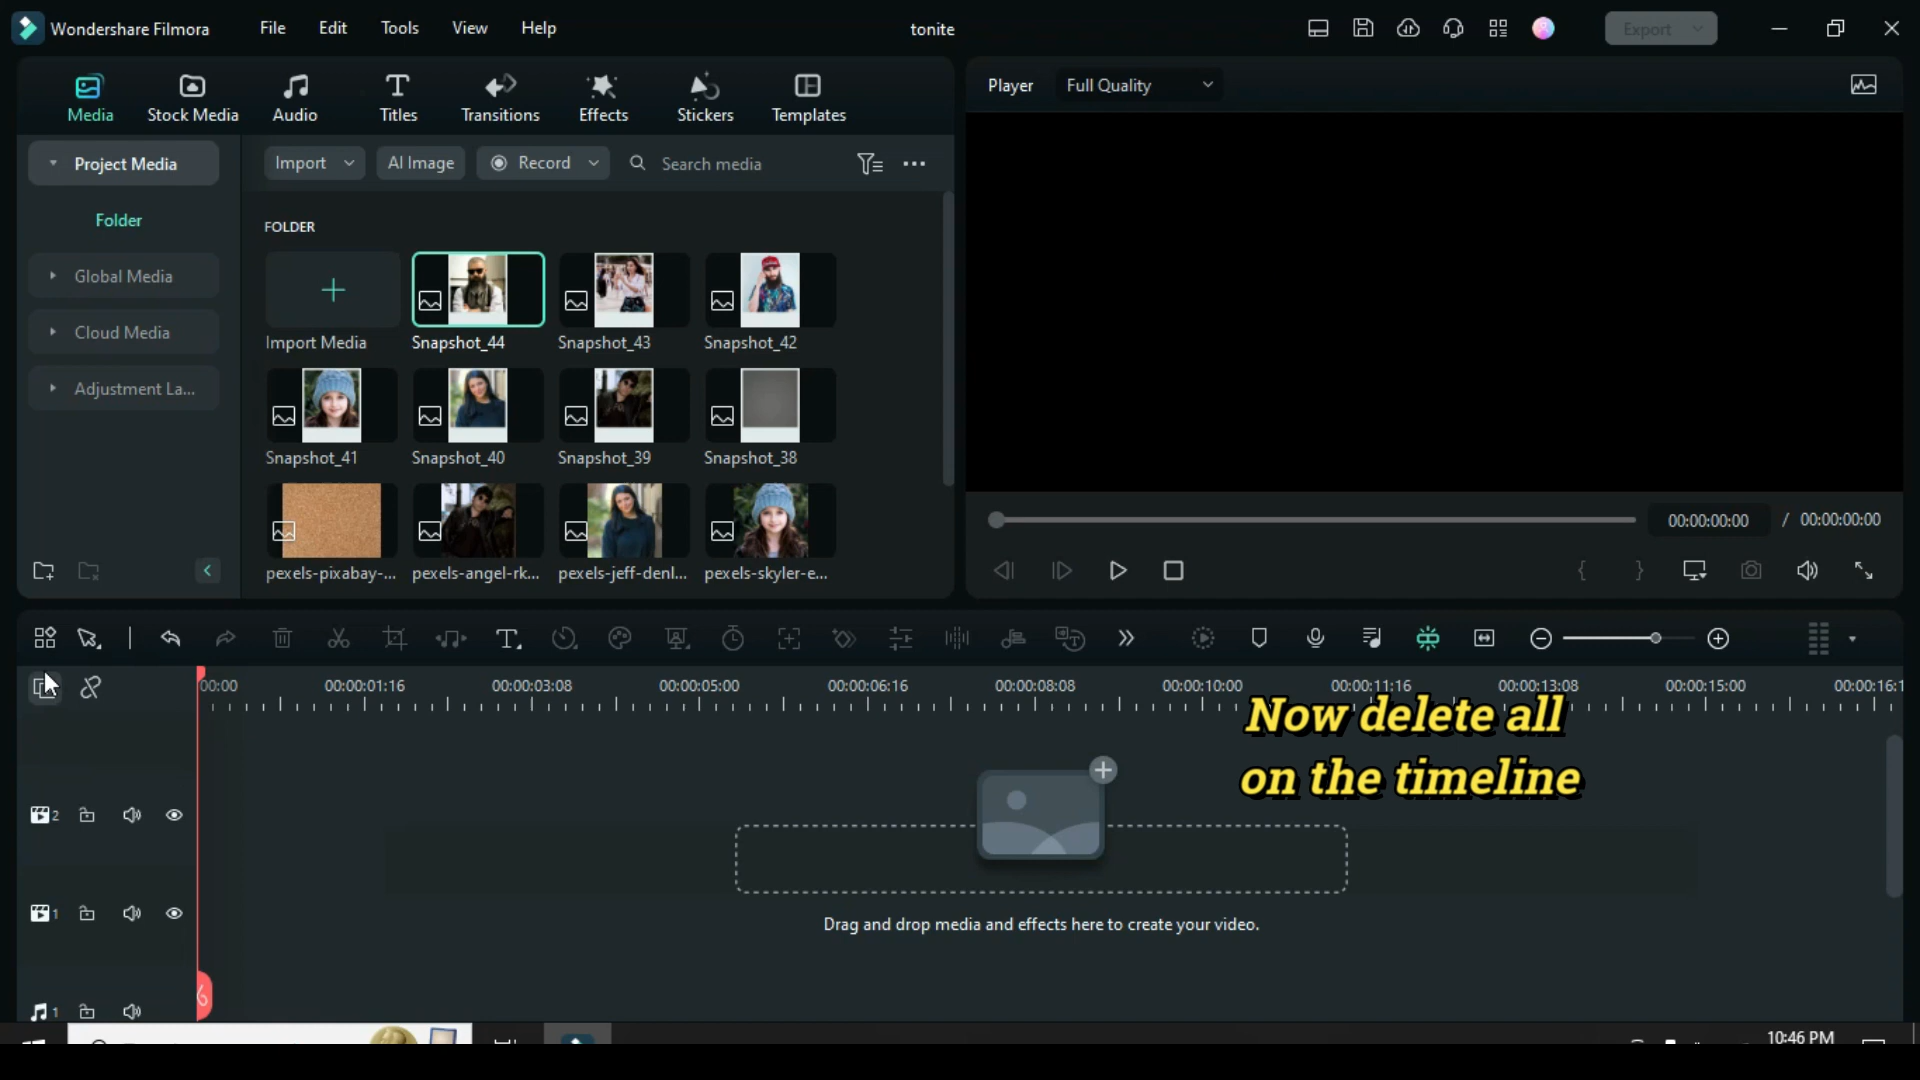 Wondershare Filmora
File
Edit
Tools
View
Help
tonite
Export
Media
Stock Media
Audio
Titles
Transitions
Effects
Stickers
Templates
Player
Full Quality
Project Media
Import
AI Image
Record
Search media
Folder
FOLDER
Global Media
Cloud Media
Adjustment La...
Import Media
Snapshot_44
Snapshot_43
Snapshot_42
Snapshot_41
Snapshot_40
Snapshot_39
Snapshot_38
pexels-pixabay-...
pexels-angel-rk...
pexels-jeff-denl...
pexels-skyler-e...
00:00:00:00
/ 00:00:00:00
00:00
00:00:01:16
00:00:03:08
00:00:05:00
00:00:06:16
00:00:08:08
00:00:10:00
00:00:11:16
00:00:13:08
00:00:15:00
00:00:16:1
Now delete all
on the timeline
2
1
Drag and drop media and effects here to create your video.
1
10:46 PM